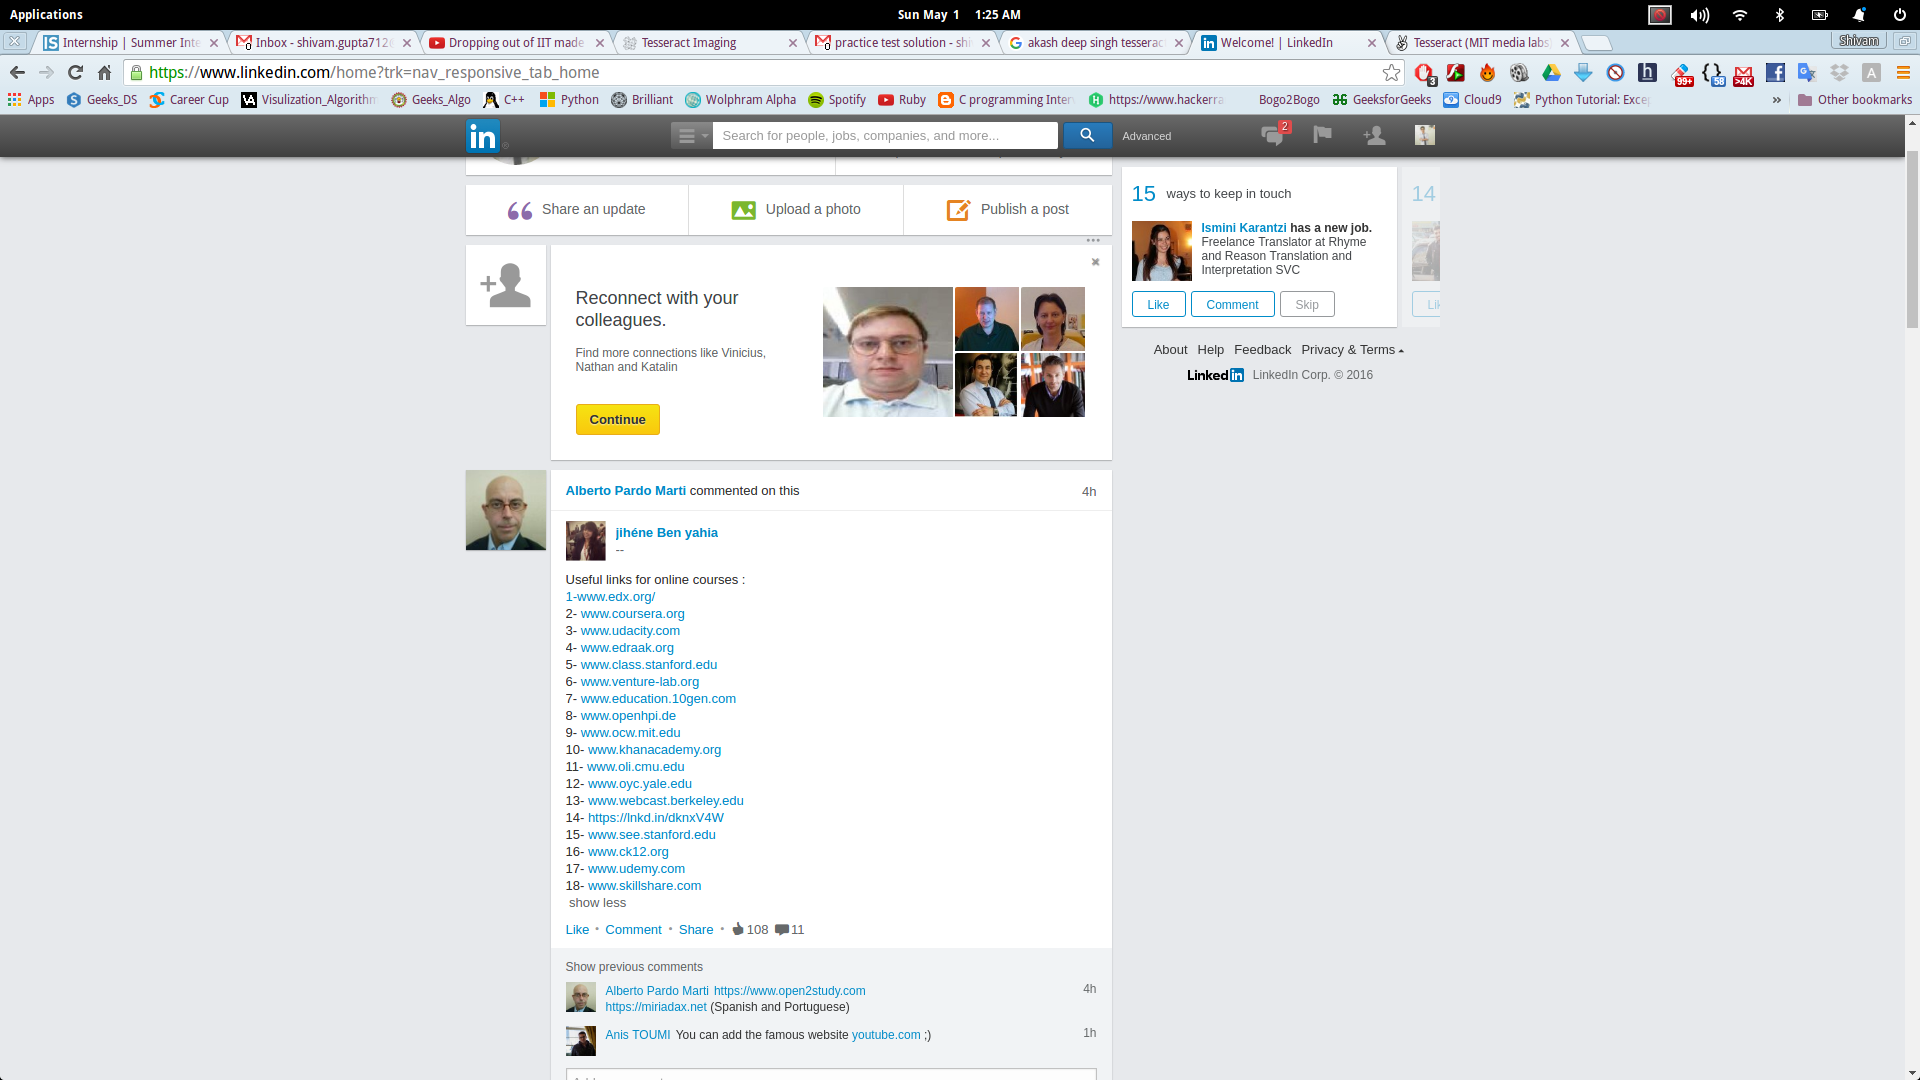 Applications
Sun May 1 1:25 AM
Internship | Summer Inte
Inbox - shivam.gupta712
Dropping out of IIT made
Tesseract Imaging
practice test solution - shi
akash deep singh tesserac
Welcome! | LinkedIn
Tesseract (MIT media labs)
Shivam
https://www.linkedin.com/home?trk=nav_responsive_tab_home
3
99+
58
>4K
Apps
Geeks_DS
Career Cup
Visulization_Algorithm
Geeks_Algo
C++
Python
Brilliant
Wolphram Alpha
Spotify
Ruby
C programming Inter
https://www.hackerra
Bogo2Bogo
GeeksforGeeks
Cloud9
Python Tutorial: Excep
»
Other bookmarks
in
Search for people, jobs, companies, and more...
Advanced
2
Share an update
Upload a photo
Publish a post
Reconnect with your
colleagues.
Find more connections like Vinicius,
Nathan and Katalin
Continue
15 ways to keep in touch
14
Ismini Karantzi has a new job.
Freelance Translator at Rhyme
and Reason Translation and
Interpretation SVC
Like
Comment
Skip
Lik
About Help Feedback Privacy & Terms
Linked in LinkedIn Corp. © 2016
Alberto Pardo Marti commented on this
4h
jihéne Ben yahia
--
Useful links for online courses :
1-www.edx.org/
2- www.coursera.org
3- www.udacity.com
4- www.edraak.org
5- www.class.stanford.edu
6- www.venture-lab.org
7- www.education.10gen.com
8- www.openhpi.de
9- www.ocw.mit.edu
10- www.khanacademy.org
11- www.oli.cmu.edu
12- www.oyc.yale.edu
13- www.webcast.berkeley.edu
14- https://lnkd.in/dknxV4W
15- www.see.stanford.edu
16- www.ck12.org
17- www.udemy.com
18- www.skillshare.com
show less
Like • Comment • Share • 108 11
Show previous comments
Alberto Pardo Marti https://www.open2study.com
4h
https://miriadax.net (Spanish and Portuguese)
Anis TOUMI You can add the famous website youtube.com ;)
1h